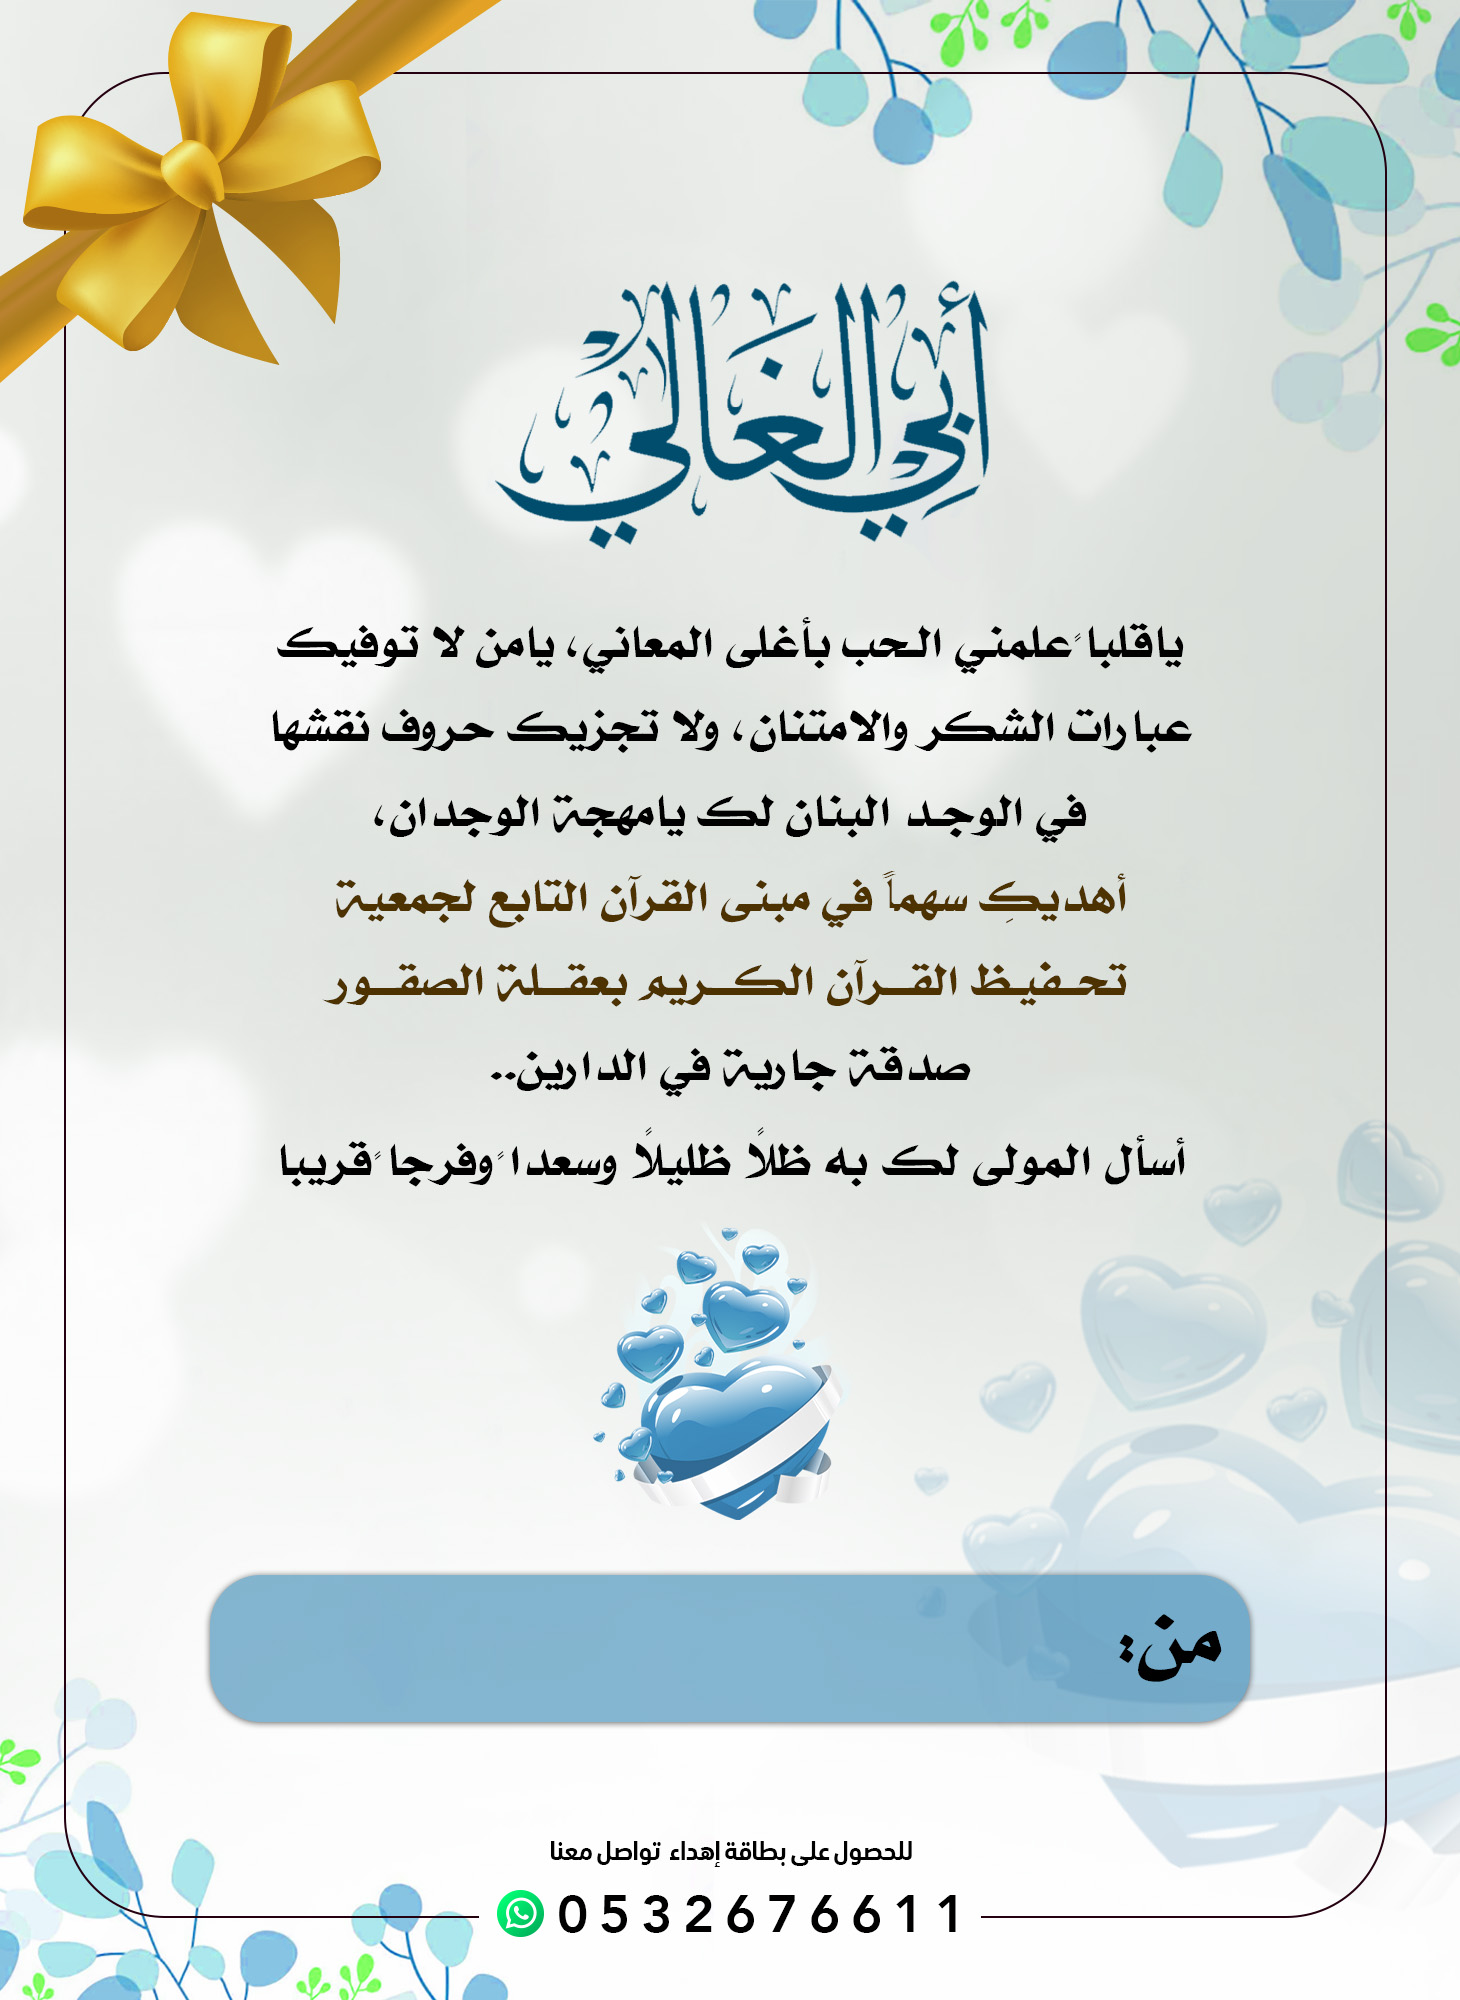 أبي الغالي
ياقلباً علمني الحب بأغلى المعاني، يامن لا توفيك
عبارات الشكر والامتنان، ولا تجزيك حروف نقشها
في الوجد البنان لك يامهجة الوجدان،
أهديكِ سهماً في مبنى القرآن التابع لجمعية
تحفيظ القرآن الكريم بعقلة الصقور
صدقة جارية في الدارين..
أسأل المولى لك به ظلاً ظليلاً وسعداً وفرجاً قريبا
من:
للحصول على بطاقة إهداء تواصل معنا
0532676611